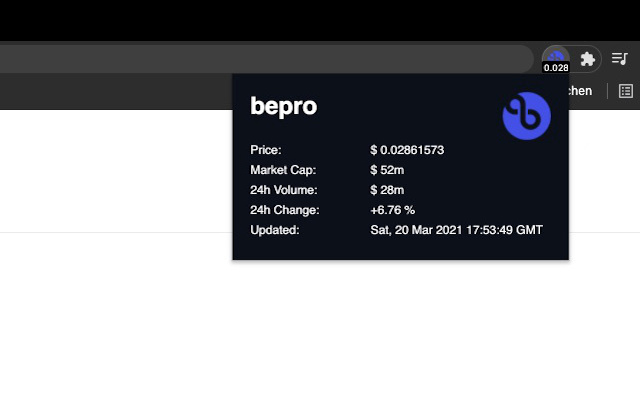 0.028
chen
bepro
Price: $ 0.02861573
Market Cap: $ 52m
24h Volume: $ 28m
24h Change: +6.76 %
Updated: Sat, 20 Mar 2021 17:53:49 GMT